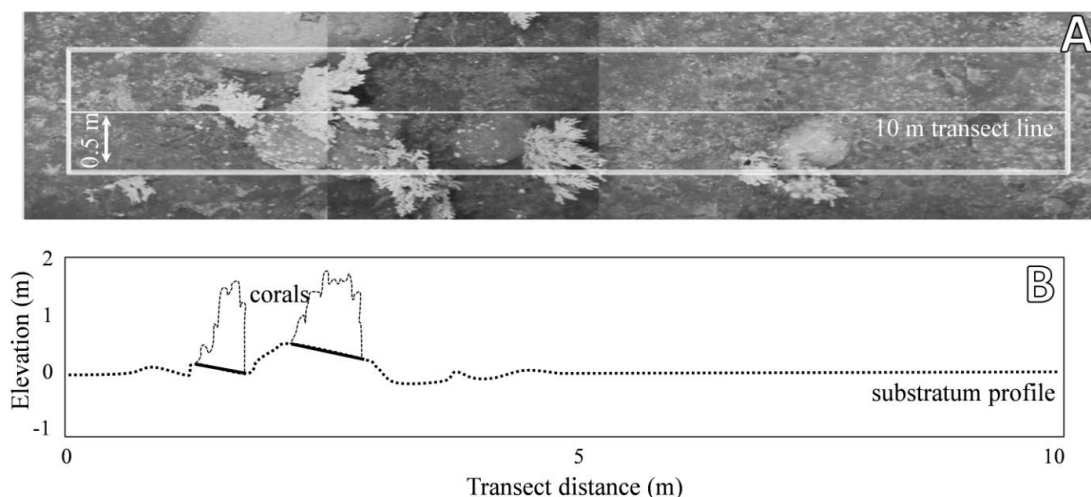 A
0.5 m
10 m transect line
B
2
1
0
-1
Elevation (m)
corals
substratum profile
0
5
10
Transect distance (m)